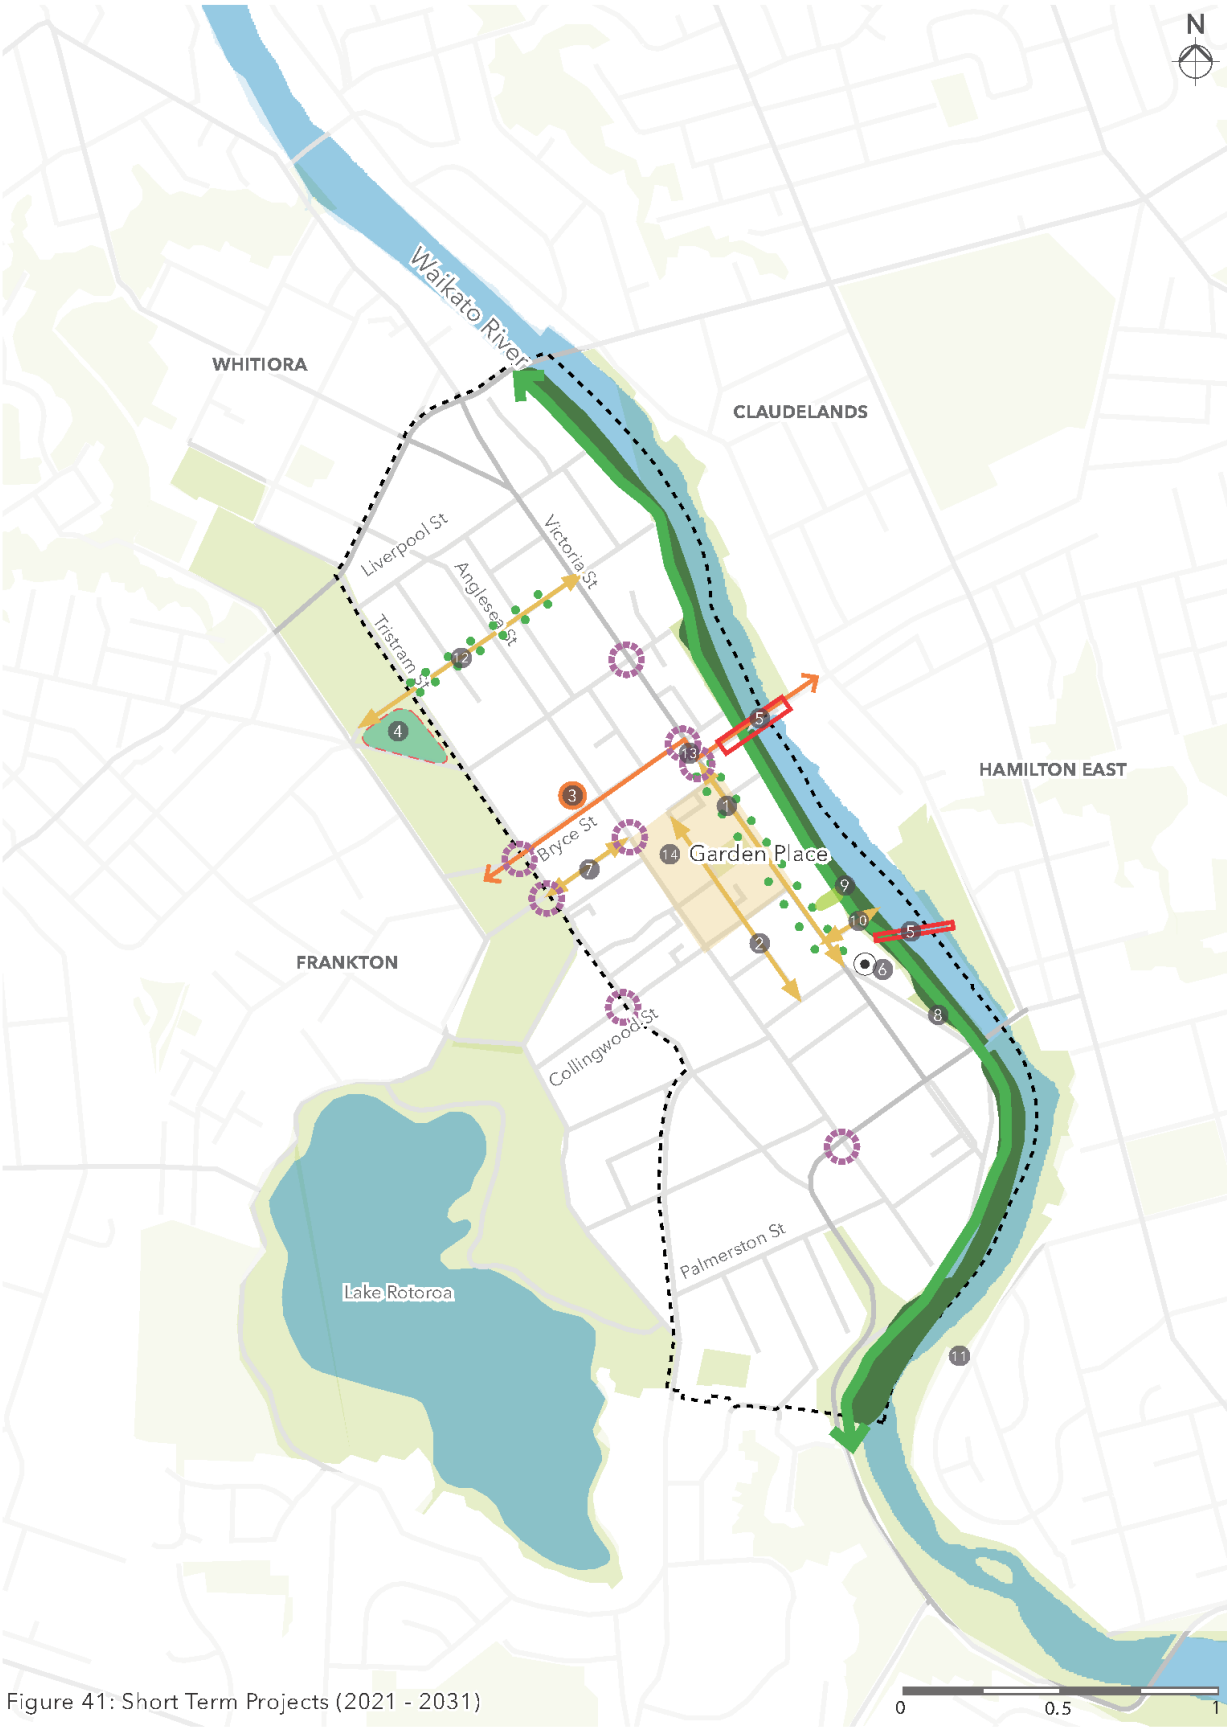 N
Waikato River
WHITIORA
CLAUDELANDS
Liverpool St
Victoria St
Anglesea St
Tristram St
12
4
5
13
HAMILTON EAST
3
1
Bryce St
14
Garden Place
7
9
10
5
2
6
FRANKTON
8
Collingwood St
Palmerston St
Lake Rotoroa
11
Figure 41: Short Term Projects (2021 - 2031)
0
0.5
1